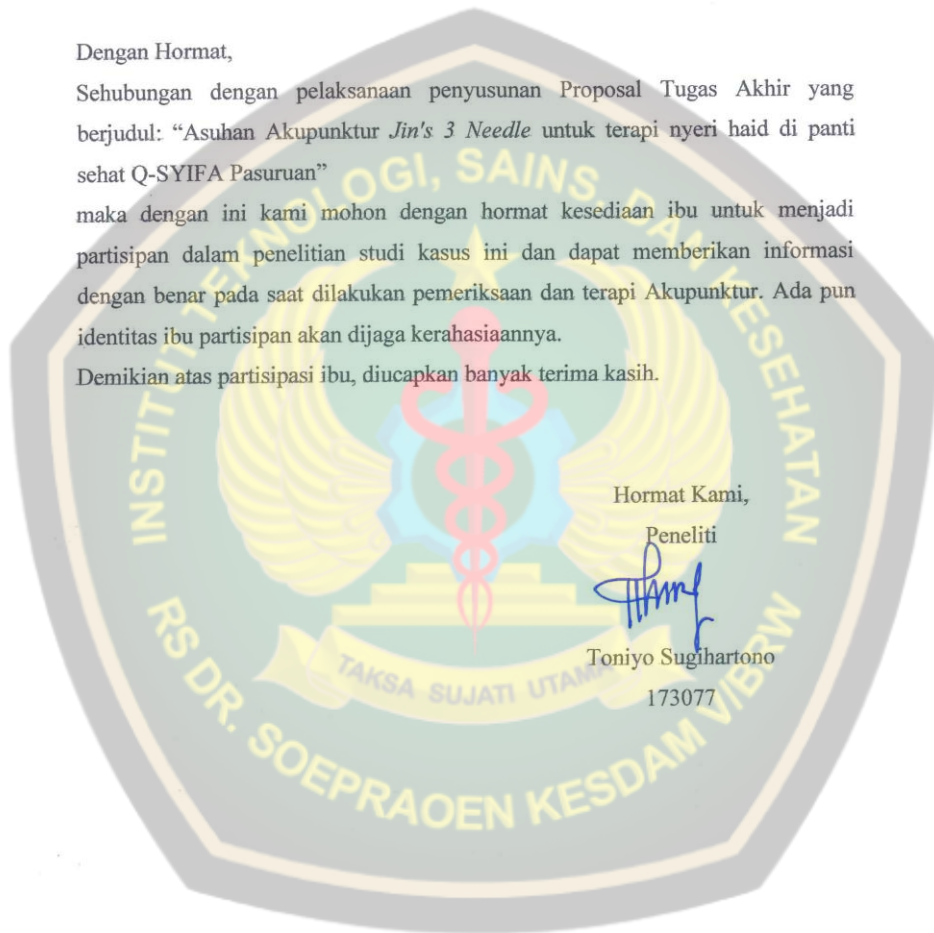 Dengan Hormat,
Sehubungan dengan pelaksanaan penyusunan Proposal Tugas Akhir yang
berjudul: “Asuhan Akupunktur Jin's 3 Needle untuk terapi nyeri haid di panti
sehat Q-SYIFA Pasuruan”
maka dengan ini kami mohon dengan hormat kesediaan ibu untuk menjadi
partisipan dalam penelitian studi kasus ini dan dapat memberikan informasi
dengan benar pada saat dilakukan pemeriksaan dan terapi Akupunktur. Ada pun
identitas ibu partisipan akan dijaga kerahasiaannya.
Demikian atas partisipasi ibu, diucapkan banyak terima kasih.
Hormat Kami,
Peneliti
Toniyo Sugihartono
173077
INSTITUT TEKNOLOGI, SAINS, DAN KESEHATAN
RS DR. SOEPRAOEN KESDAM V/BRW
TAKSA SUJATI UTAMA